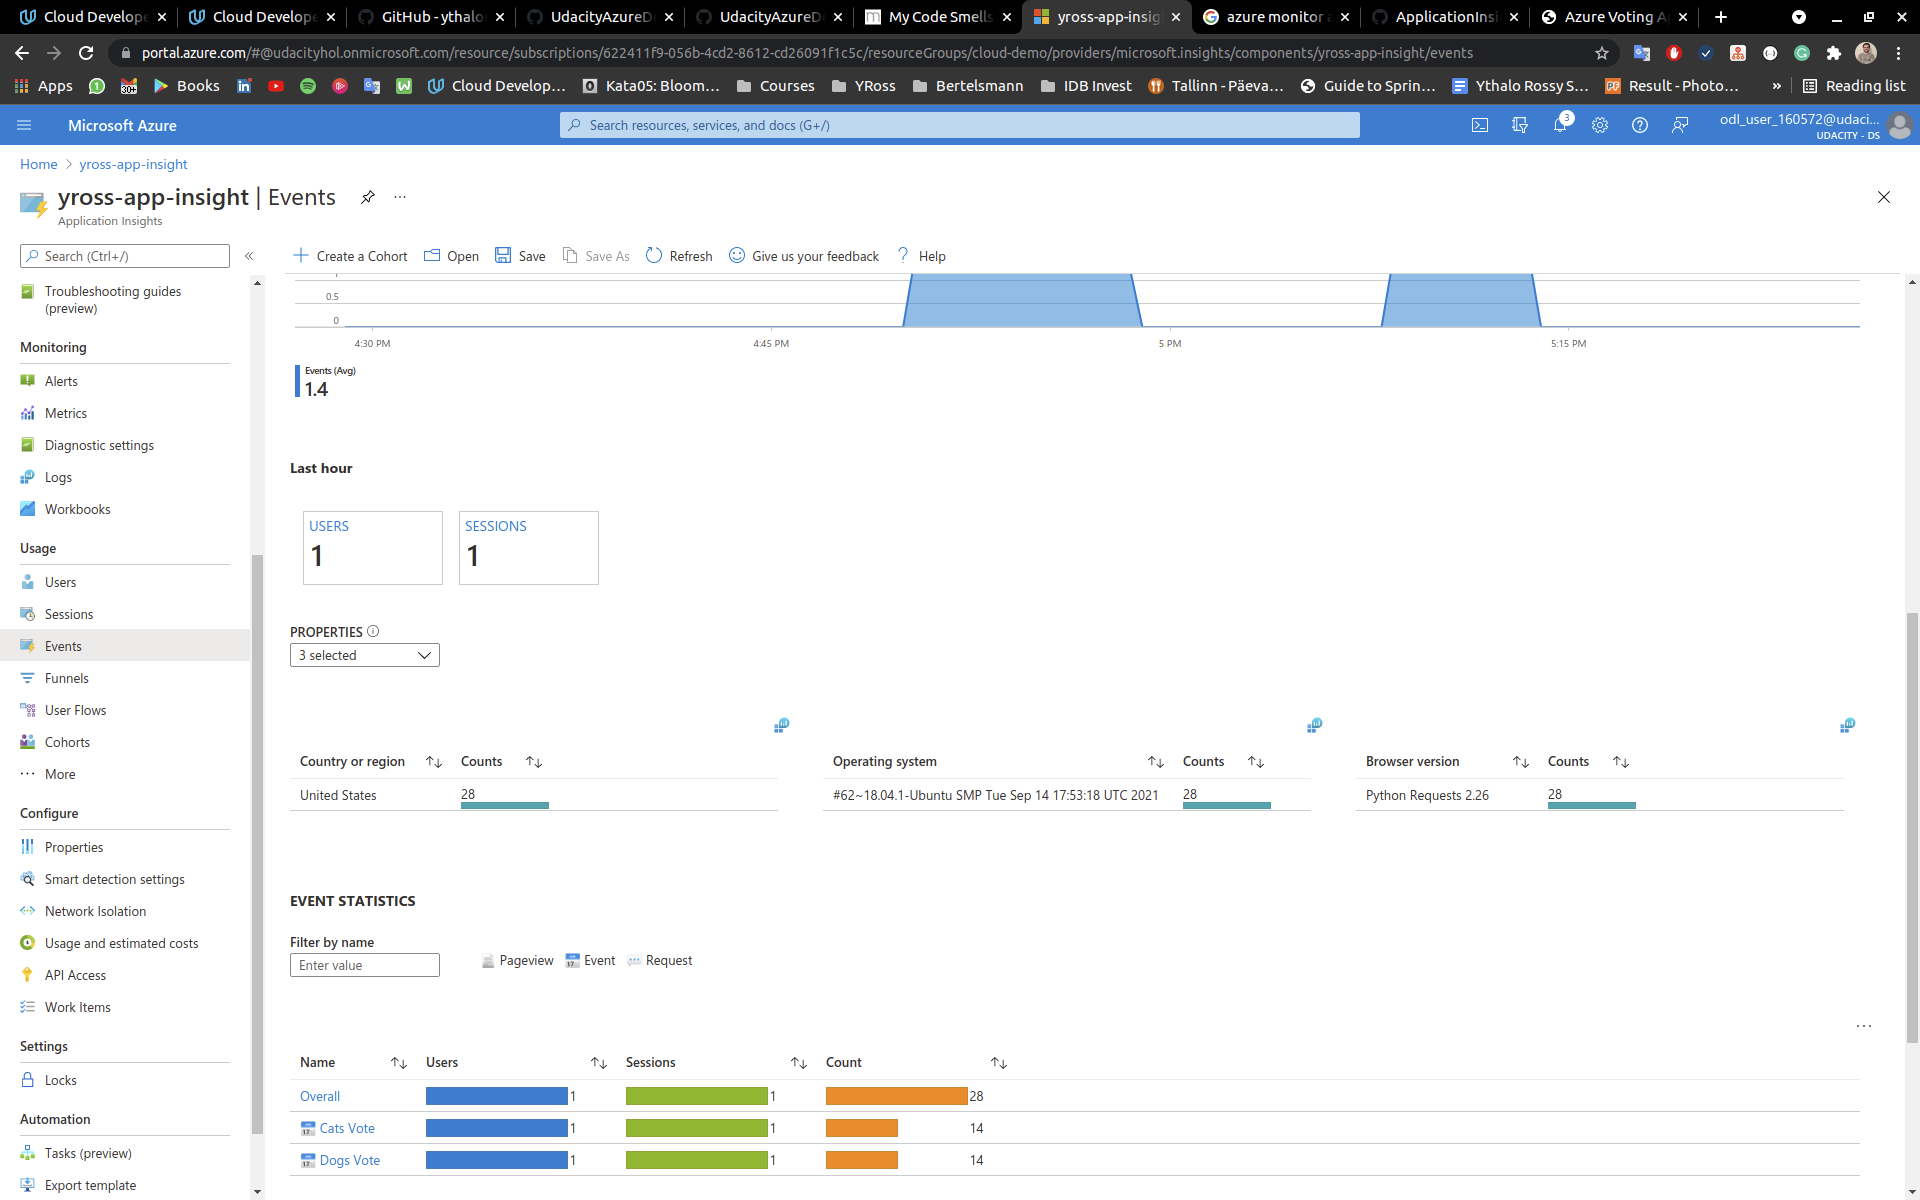 Cloud Develope
Cloud Develope
GitHub - ythalo
UdacityAzureD
UdacityAzureD
My Code Smells
yross-app-insig
azure monitor a
ApplicationInsi
Azure Voting A
portal.azure.com/#@udacityhol.onmicrosoft.com/resource/subscriptions/622411f9-056b-4cd2-8612-cd26091f1c5c/resourceGroups/cloud-demo/providers/microsoft.insights/components/yross-app-insight/events
Apps
30+
Books
Cloud Develop...
Kata05: Bloom...
Courses
YRoss
Bertelsmann
IDB Invest
Tallinn - Päeva...
Guide to Sprin...
Ythalo Rossy S...
Result - Photo...
»
Reading list
Microsoft Azure
Search resources, services, and docs (G+/)
3
odl_user_160572@udaci...
UDACITY - DS
Home > yross-app-insight
yross-app-insight | Events
Application Insights
Search (Ctrl+/)
«
Create a Cohort
Open
Save
Save As
Refresh
Give us your feedback
Help
Troubleshooting guides
(preview)
Monitoring
Alerts
Metrics
Diagnostic settings
Logs
Workbooks
Usage
Users
Sessions
Events
Funnels
User Flows
Cohorts
More
Configure
Properties
Smart detection settings
Network Isolation
Usage and estimated costs
API Access
Work Items
Settings
Locks
Automation
Tasks (preview)
Export template
0.5
0
4:30 PM
4:45 PM
5 PM
5:15 PM
Events (Avg)
1.4
Last hour
USERS
1
SESSIONS
1
PROPERTIES
3 selected
Country or region
Counts
United States
28
Operating system
Counts
#62~18.04.1-Ubuntu SMP Tue Sep 14 17:53:18 UTC 2021
28
Browser version
Counts
Python Requests 2.26
28
EVENT STATISTICS
Filter by name
Enter value
Pageview
Event
Request
...
Name
Users
Sessions
Count
Overall
1
1
28
Cats Vote
1
1
14
Dogs Vote
1
1
14